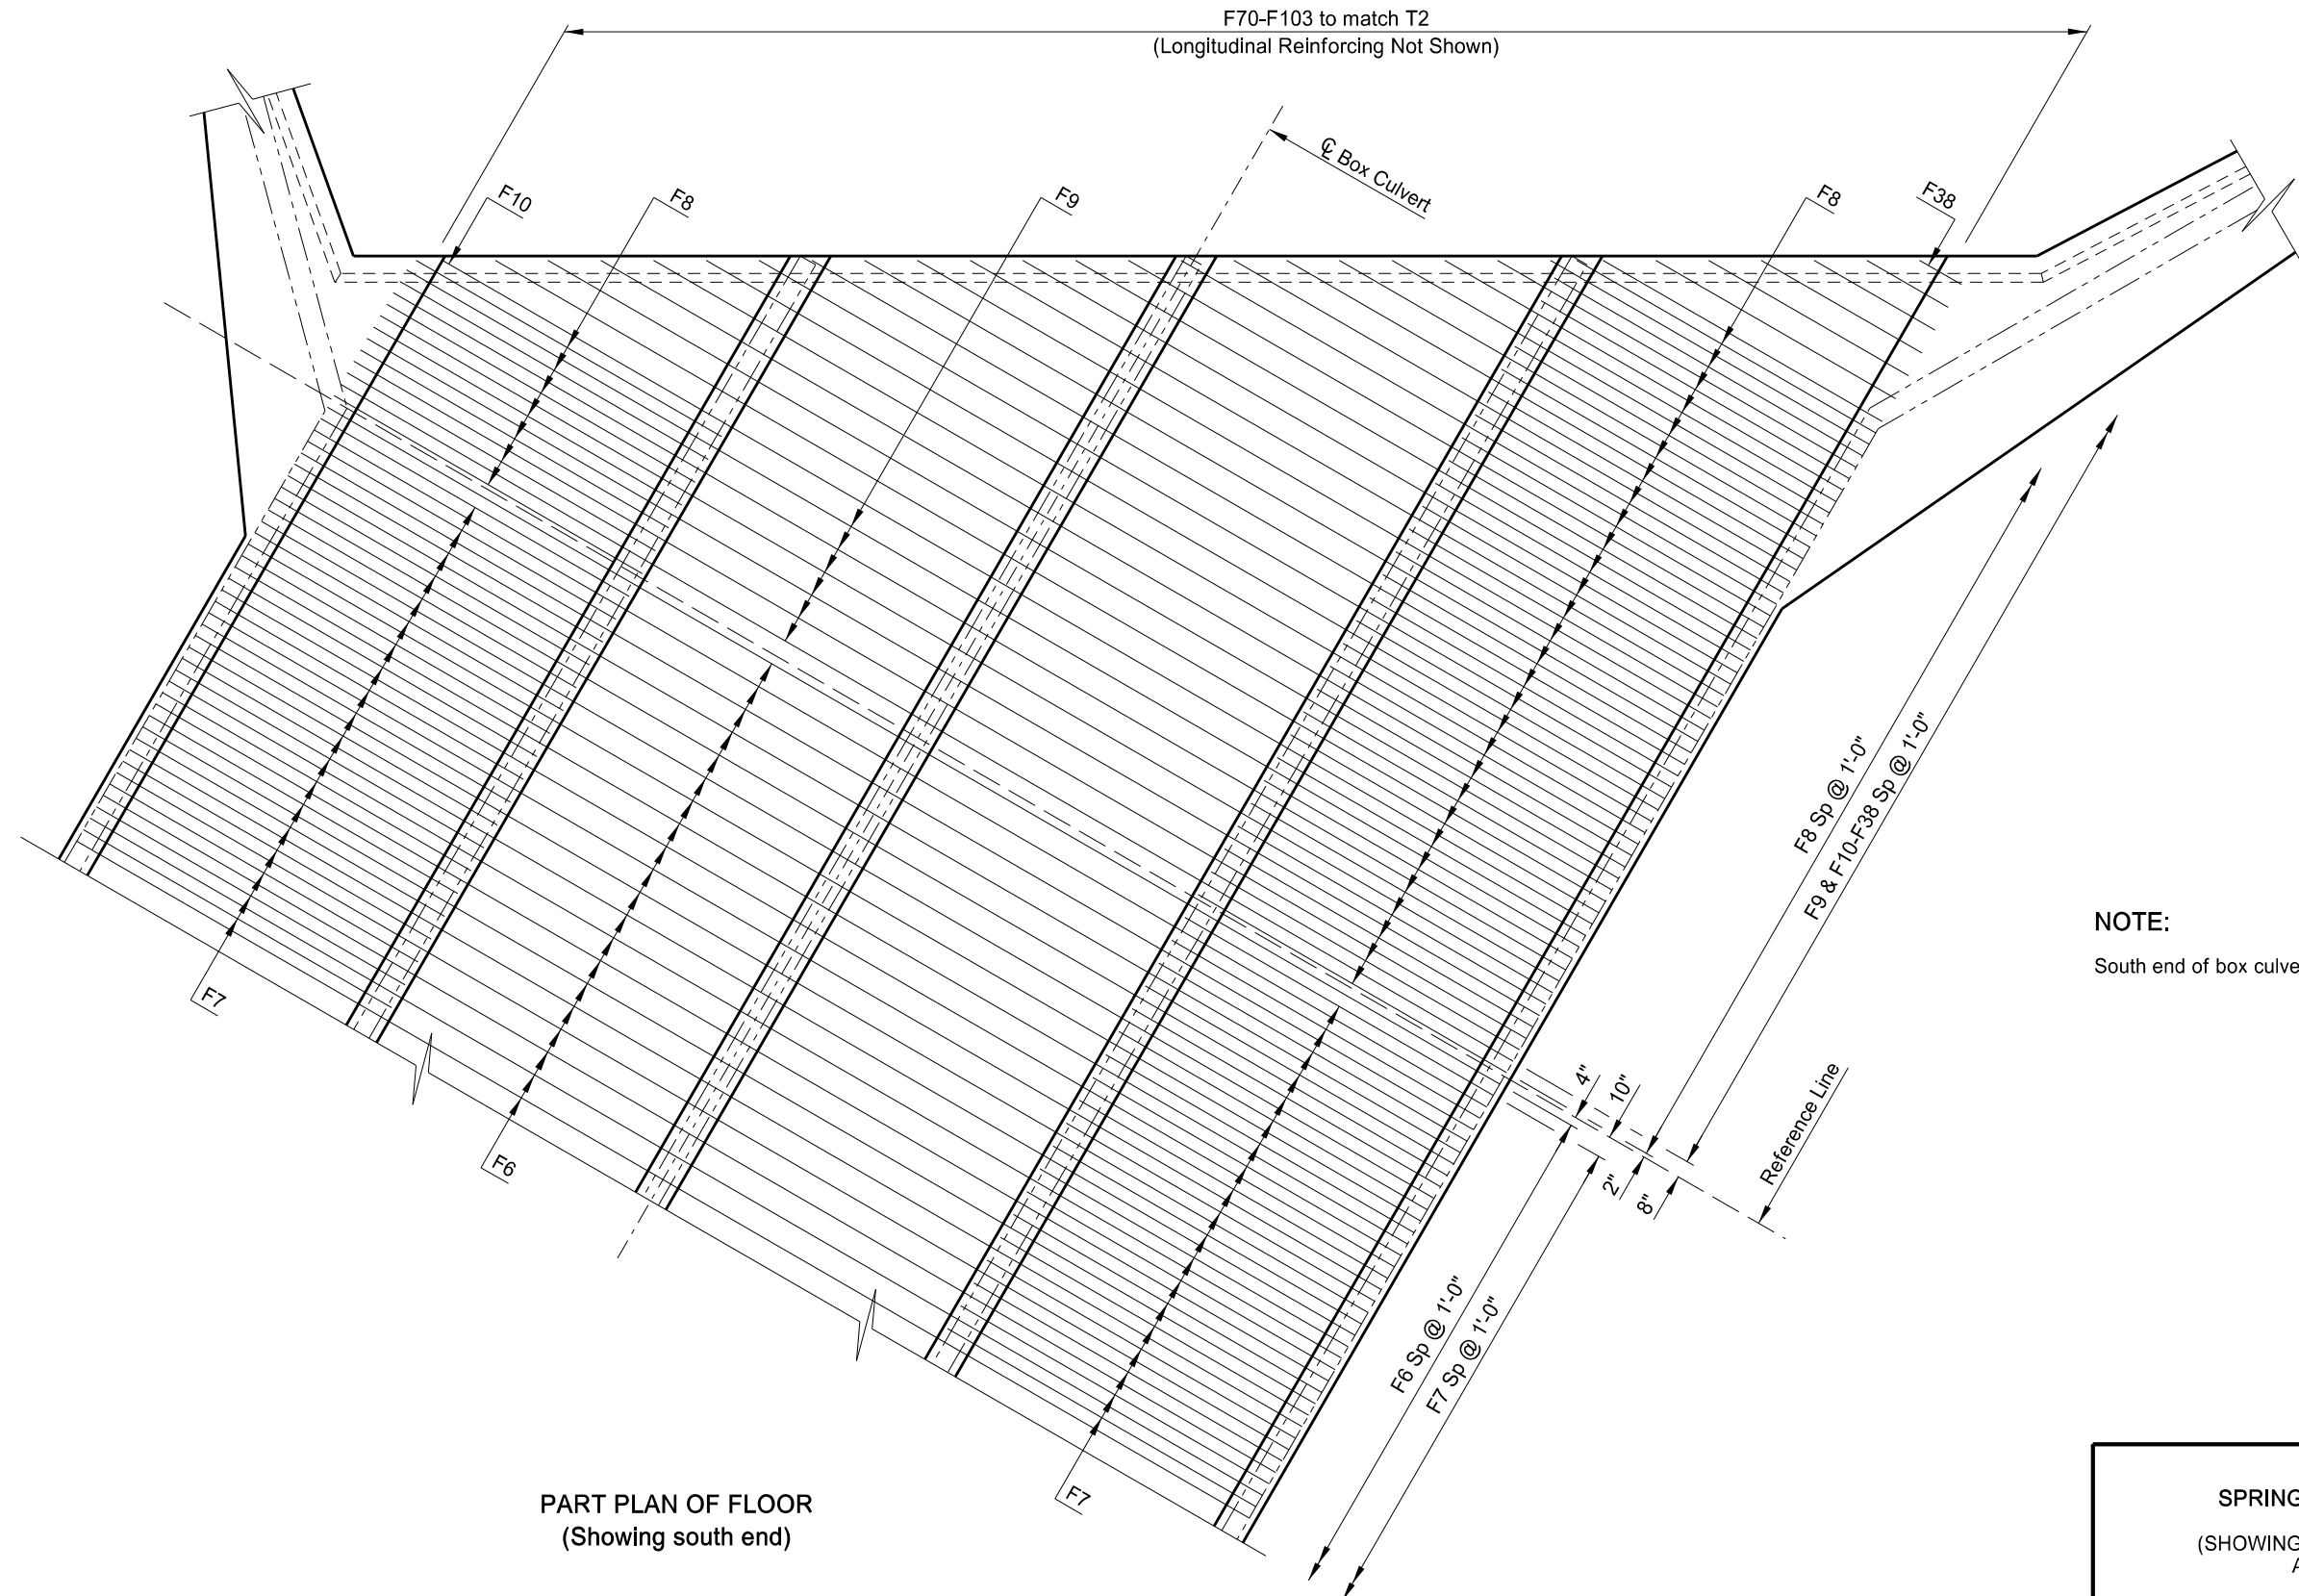 F70-F103 to match T2
(Longitudinal Reinforcing Not Shown)
F10
F8
F9
℄ Box Culvert
F8
F38
F8 Sp @ 1'-0"
F9 & F10-F38 Sp @ 1'-0"
NOTE:
South end of box
F7
F6
4"
10"
2"
8"
Reference Line
F6 Sp @ 1'-0"
F7 Sp @ 1'-0"
F7
PART PLAN OF FLOOR
(Showing south end)
SPRING
(SHOWING